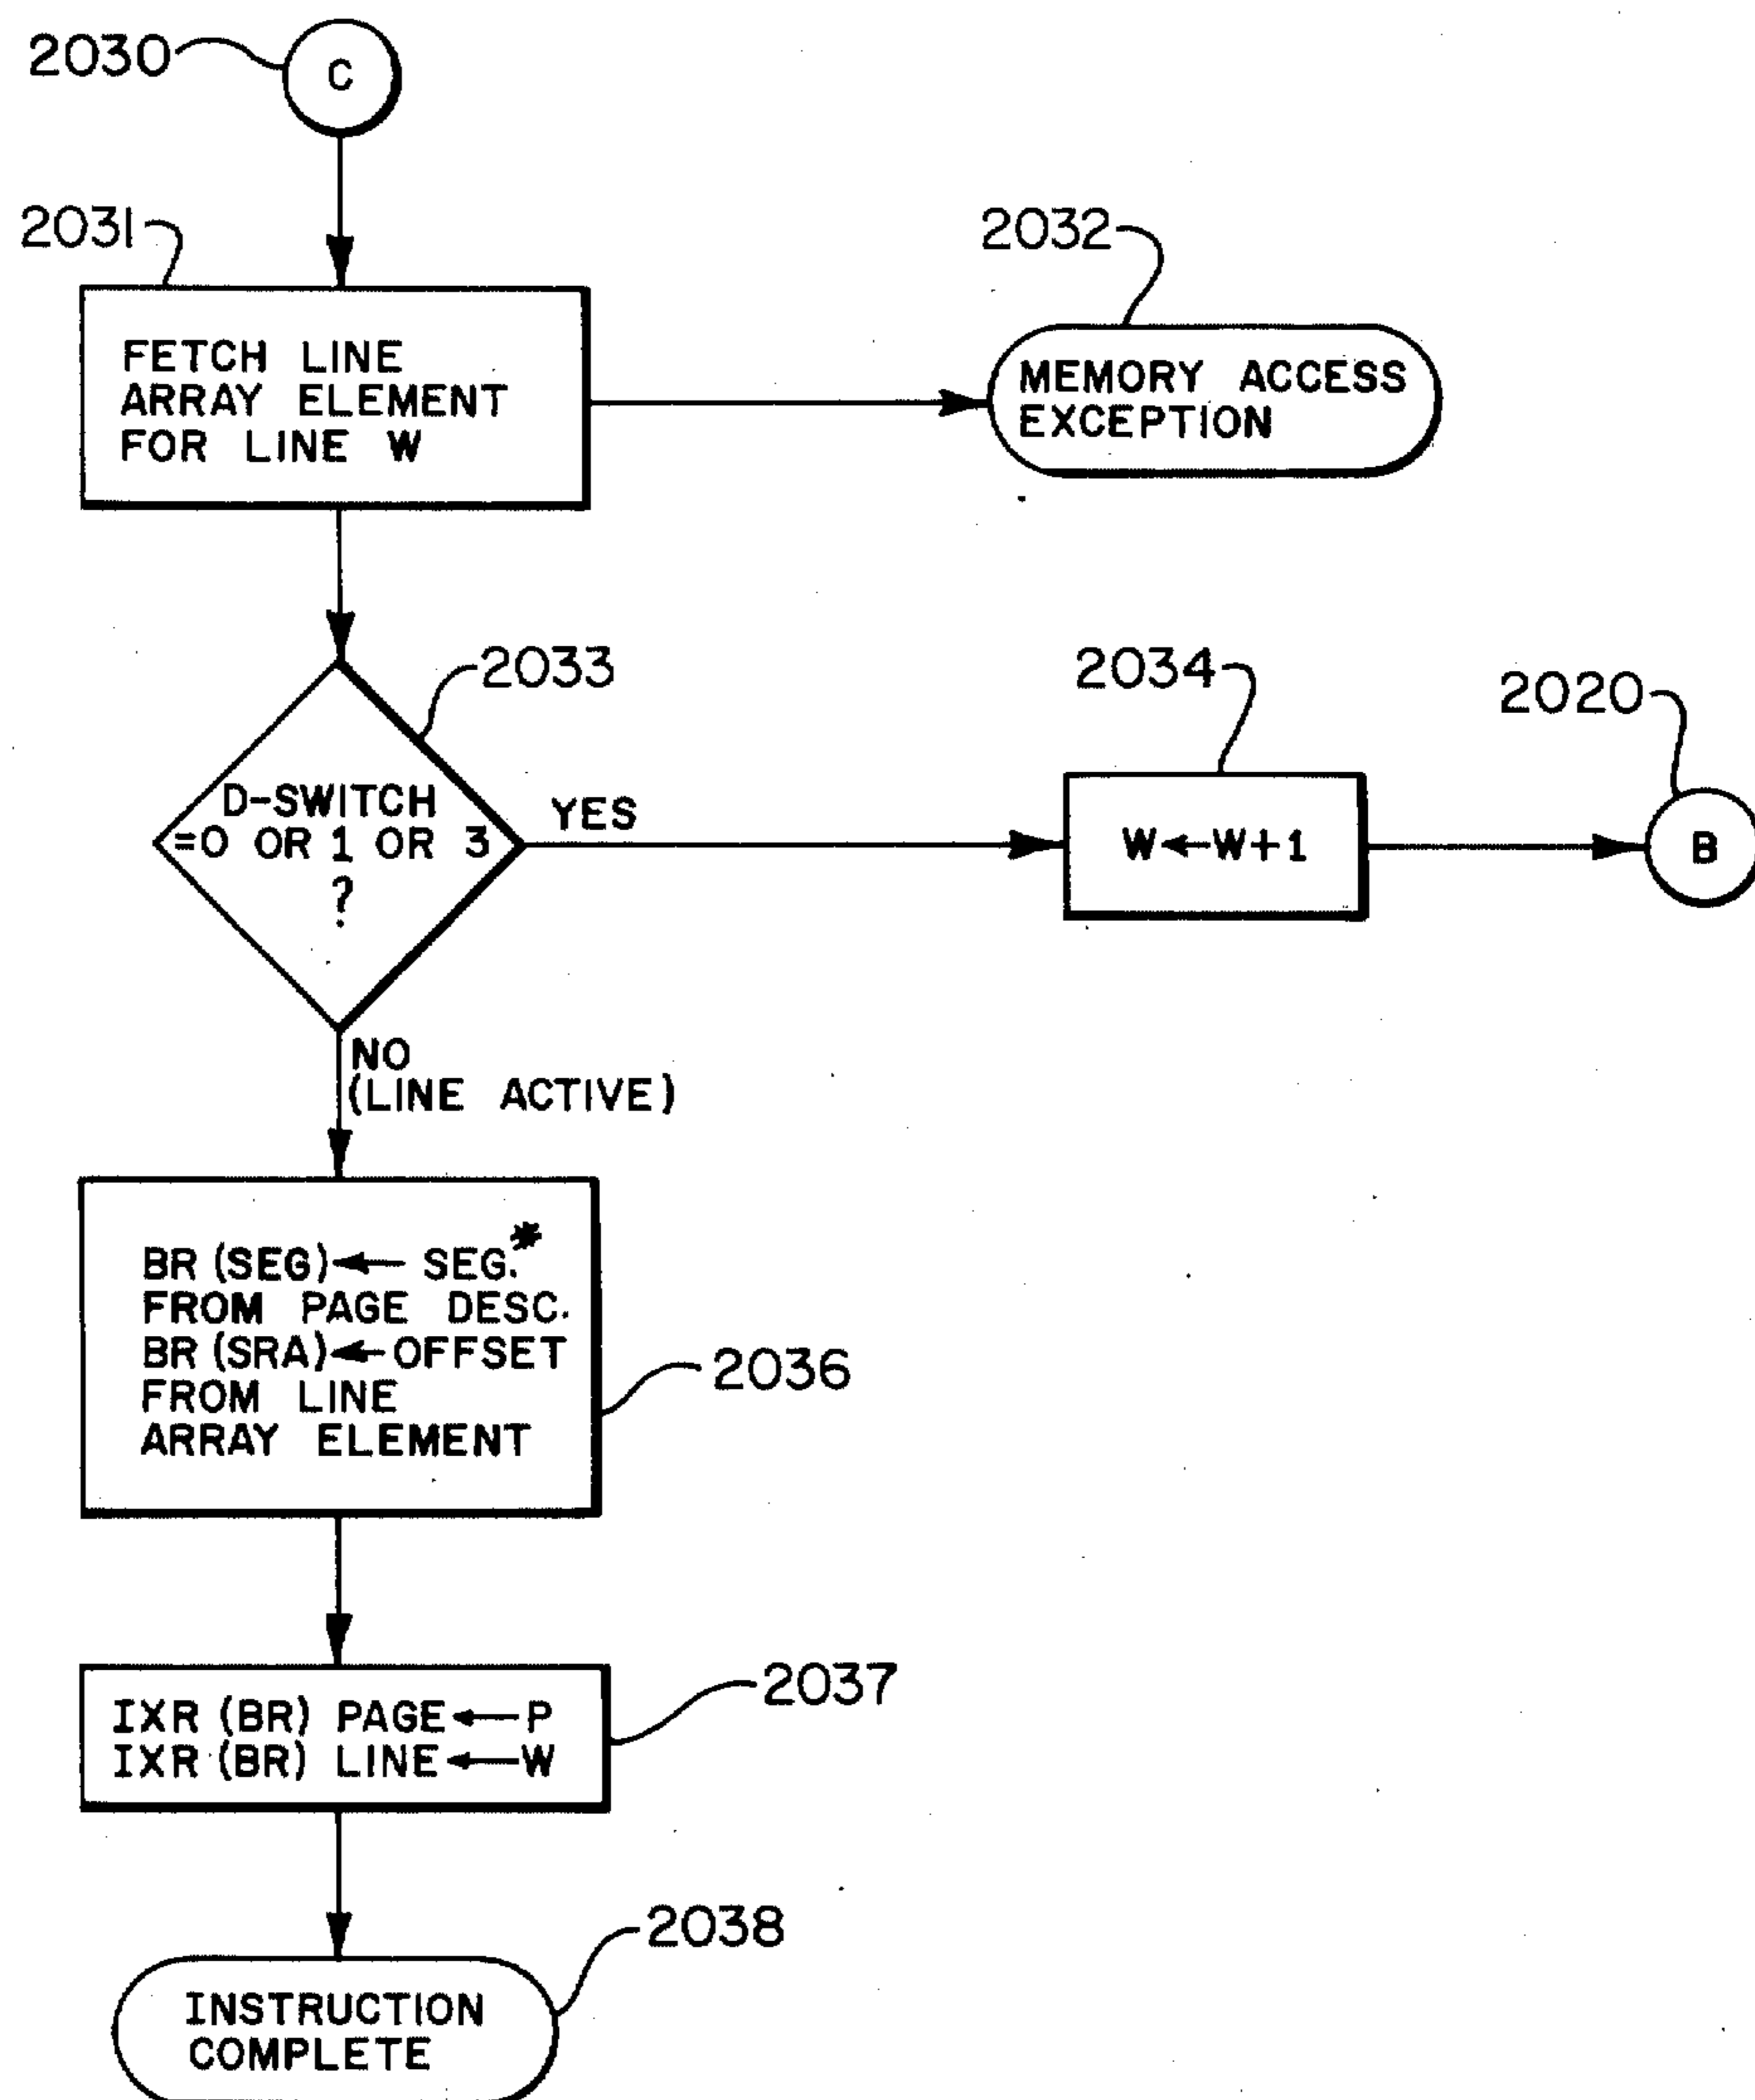 2030
C
2031
FETCH LINE
ARRAY ELEMENT
FOR LINE W
2032
MEMORY ACCESS
EXCEPTION
2033
D-SWITCH
=0 OR 1 OR 3
?
YES
2034
W←W+1
2020
B
NO
(LINE ACTIVE)
BR (SEG)← SEG.*
FROM PAGE DESC.
BR (SRA)←OFFSET
FROM LINE
ARRAY ELEMENT
2036
IXR (BR) PAGE←P
IXR (BR) LINE←W
2037
2038
INSTRUCTION
COMPLETE